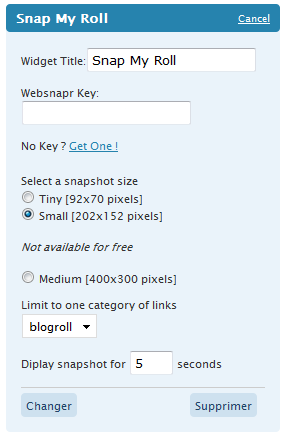 Snap My Roll Cancel
Widget Title: Snap My Roll
Websnapr Key:
No Key ? Get One !
Select a snapshot size
Tiny [92x70 pixels]
Small [202x152 pixels]
Not available for free
Medium [400x300 pixels]
Limit to one category of links
blogroll
Diplay snapshot for 5 seconds
Changer Supprimer